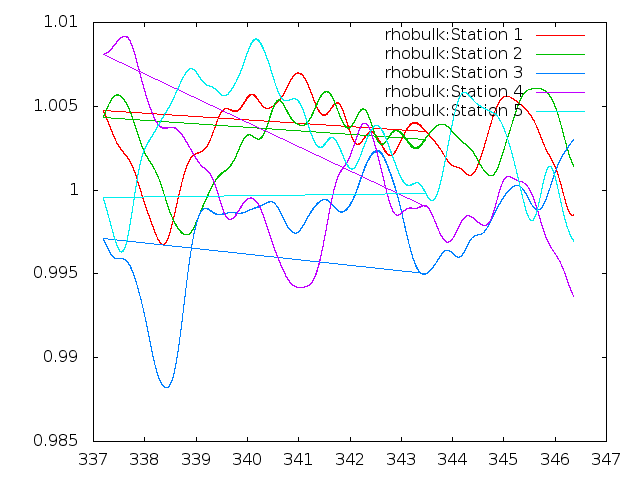 1.01
1.005
1
0.995
0.99
0.985
337 338 339 340 341 342 343 344 345 346 347
rhobulk:Station 1
rhobulk:Station 2
rhobulk:Station 3
rhobulk:Station 4
rhobulk:Station 5